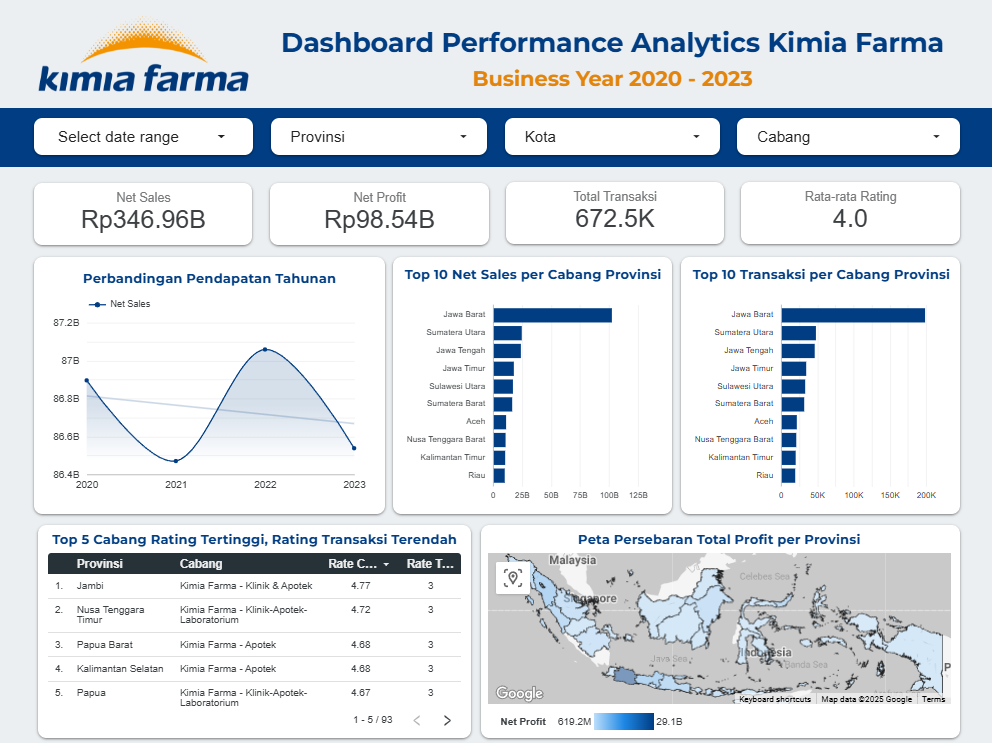 kimia farma
Dashboard Performance Analytics Kimia Farma
Business Year 2020 - 2023
Select date range
Provinsi
Kota
Cabang
Net Sales
Rp346.96B
Net Profit
Rp98.54B
Total Transaksi
672.5K
Rata-rata Rating
4.0
Perbandingan Pendapatan Tahunan
Net Sales
87.2B
87B
86.8B
86.6B
86.4B
2020 2021 2022 2023
Top 10 Net Sales per Cabang Provinsi
Jawa Barat
Sumatera Utara
Jawa Tengah
Jawa Timur
Sulawesi Utara
Sumatera Barat
Aceh
Nusa Tenggara Barat
Kalimantan Timur
Riau
0 25B 50B 75B 100B 125B
Top 10 Transaksi per Cabang Provinsi
Jawa Barat
Sumatera Utara
Jawa Tengah
Jawa Timur
Sulawesi Utara
Sumatera Barat
Aceh
Nusa Tenggara Barat
Kalimantan Timur
Riau
0 50K 100K 150K 200K
Top 5 Cabang Rating Tertinggi, Rating Transaksi Terendah
Provinsi Cabang Rate C... Rate T...
1. Jambi Kimia Farma - Klinik & Apotek 4.77 3
2. Nusa Tenggara Kimia Farma - Klinik-Apotek- 4.72 3
Timur Laboratorium
3. Papua Barat Kimia Farma - Apotek 4.68 3
4. Kalimantan Selatan Kimia Farma - Apotek 4.68 3
5. Papua Kimia Farma - Klinik-Apotek- 4.67 3
Laboratorium
1 - 5 / 93
Peta Persebaran Total Profit per Provinsi
Malaysia
Celebes Sea
Singapore
Indonesia
Java Sea
Banda Sea
P
Google
Keyboard shortcuts Map data ©2025 Google Terms
Net Profit 619.2M 29.1B